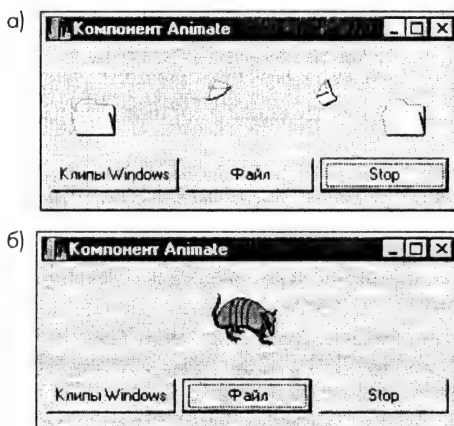 а)
Компонент Animate
Клипы Windows Файл Stop
б)
Компонент Animate
Клипы Windows Файл Stop